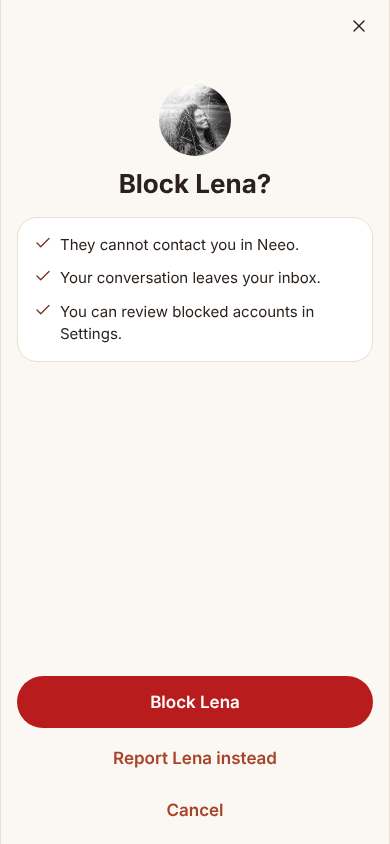 Block Lena?
They cannot contact you in Neeo.
Your conversation leaves your inbox.
You can review blocked accounts in
Settings.
Block Lena
Report Lena instead
Cancel